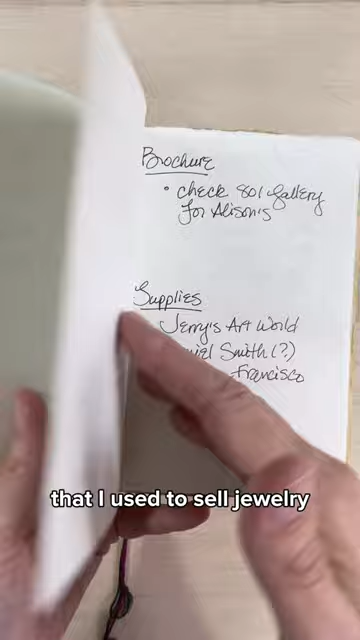 Brochure
• check 801 gallery
for Alison's
Supplies
Jerry's Art World
Smith (?)
Francisco
that I used to sell jewelry